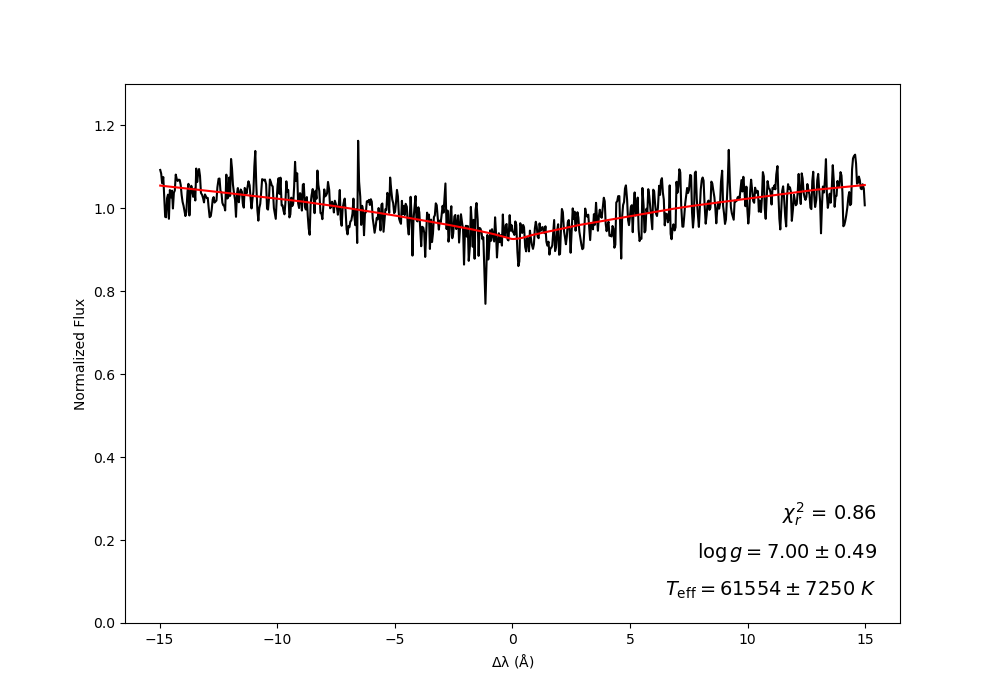 1.2
1.0
0.8
0.6
0.4
0.2
0.0
Normalized Flux
χ²ᵣ = 0.86
log g = 7.00 ± 0.49
T_eff = 61554 ± 7250 K
−15 −10 −5 0 5 10 15
Δλ (Å)